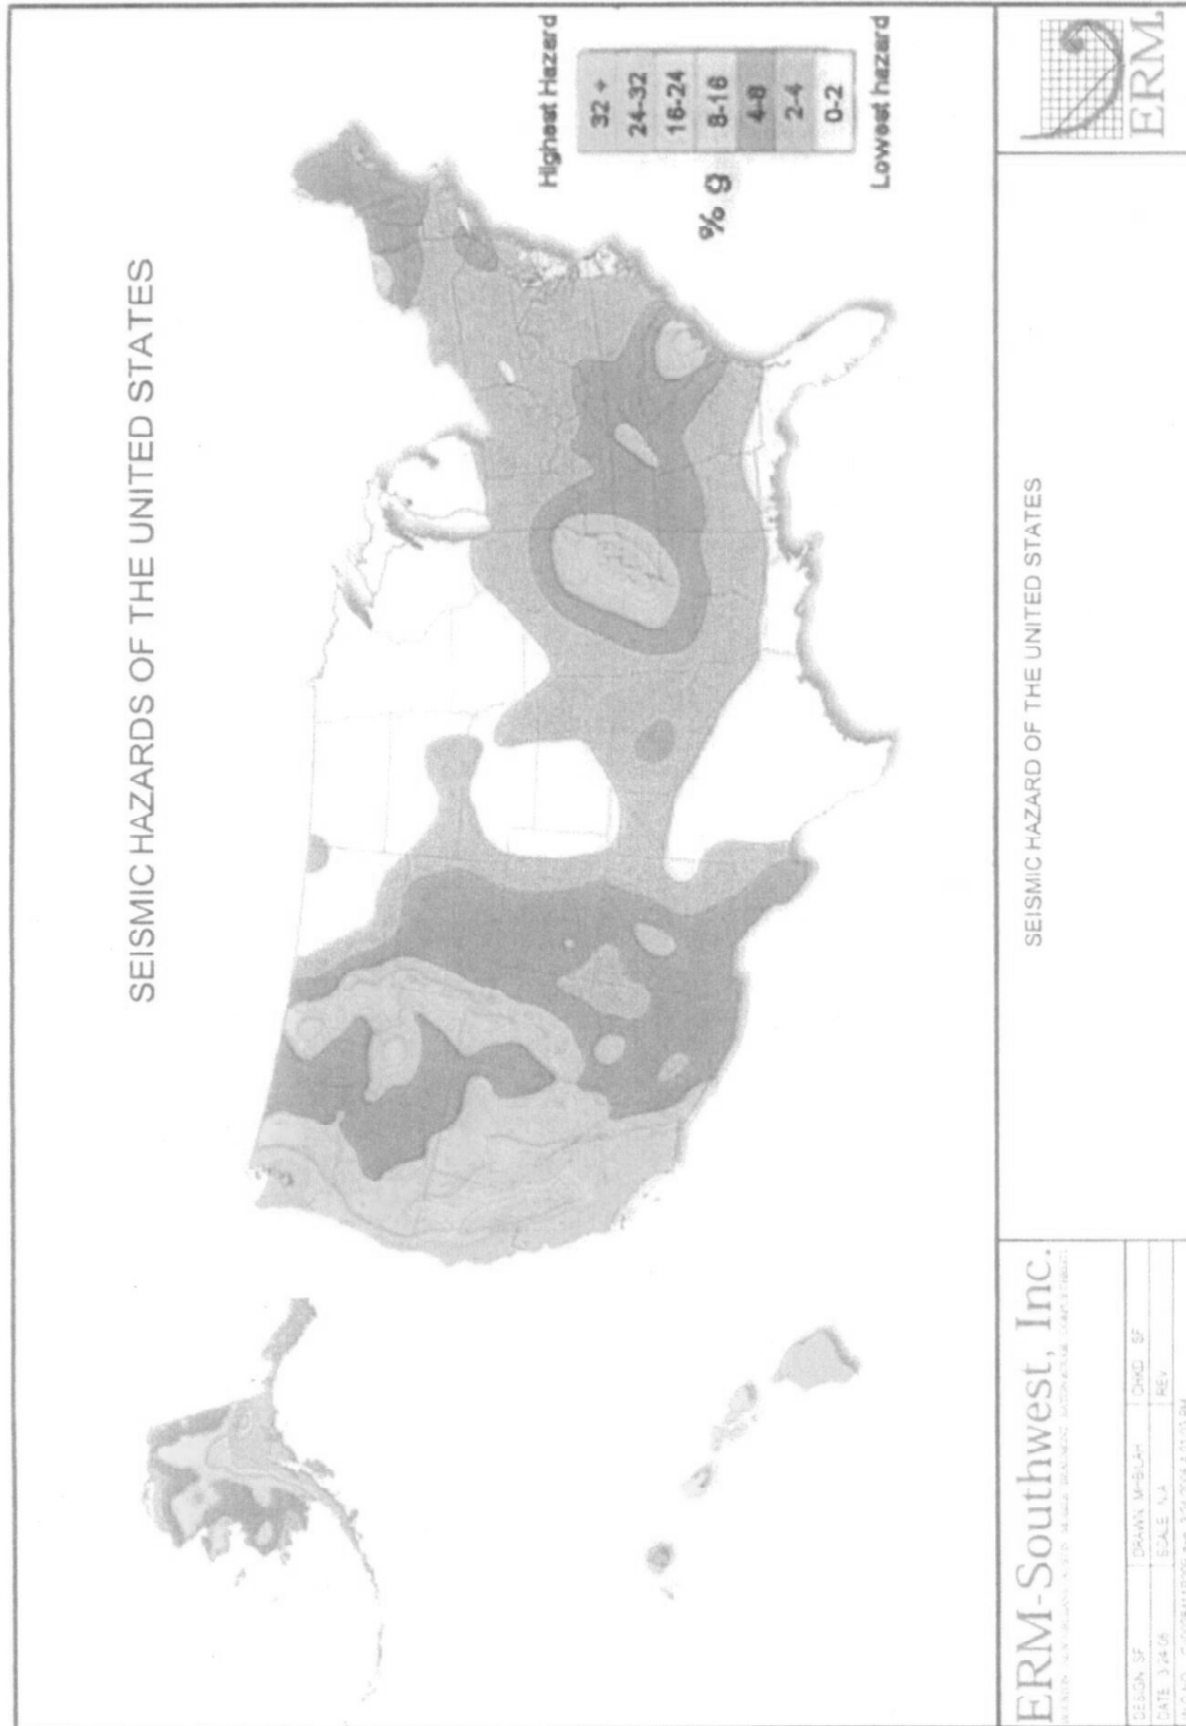 SEISMIC HAZARDS OF THE UNITED STATES
Highest Hazard
32 +
24-32
16-24
8-16
4-8
2-4
0-2
% g
Lowest hazard
ERM-Southwest, Inc.
DESIGN SF
DRAWN
CHKD SF
DATE
SCALE N.A
REV
SEISMIC HAZARD OF THE UNITED STATES
ERM